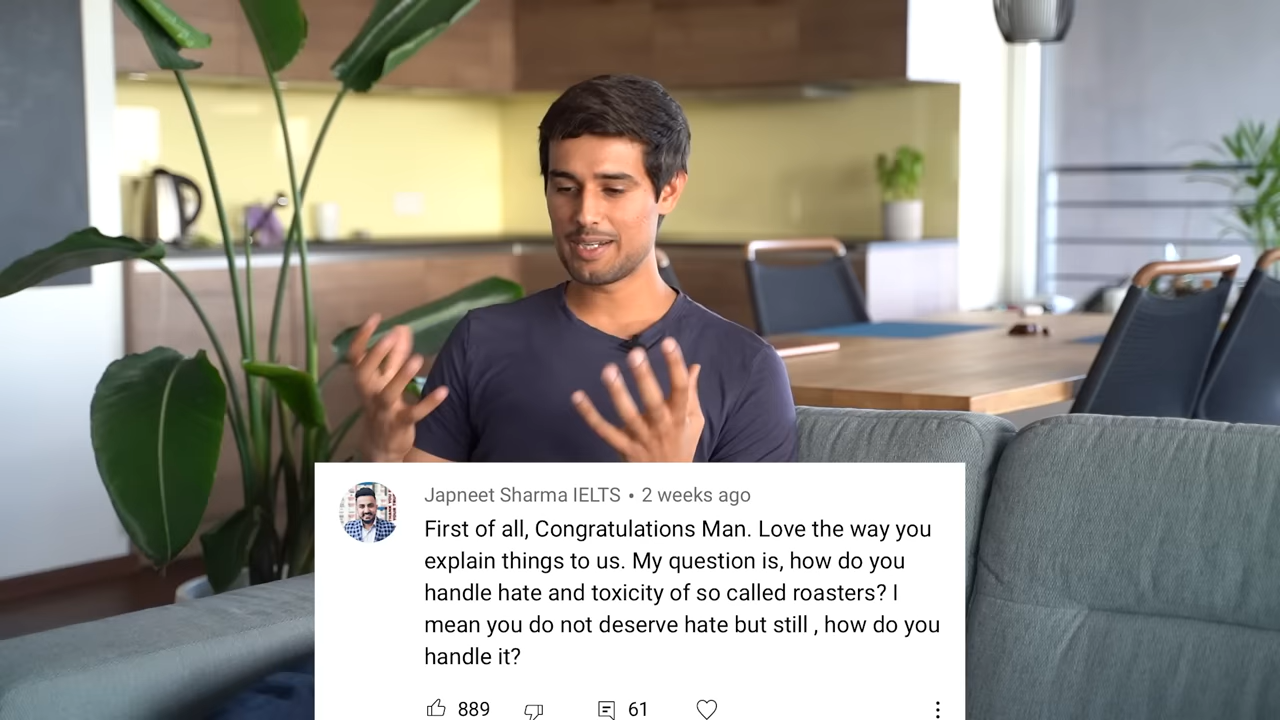 Japneet Sharma IELTS • 2 weeks ago
First of all, Congratulations Man. Love the way you
explain things to us. My question is, how do you
handle hate and toxicity of so called roasters? I
mean you do not deserve hate but still , how do you
handle it?
889 61